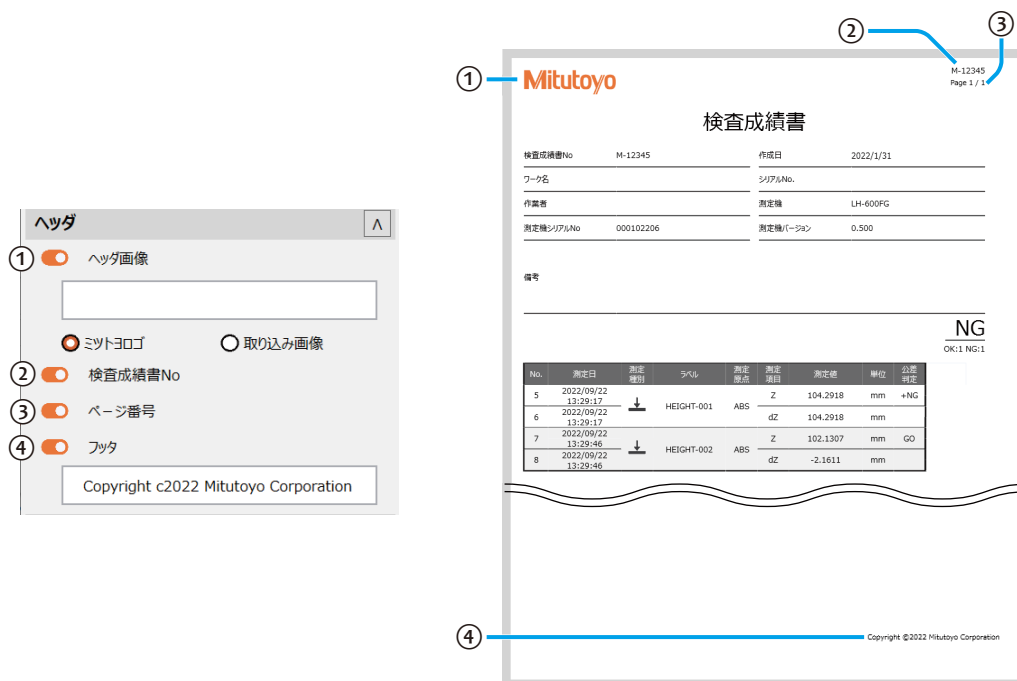 ヘッダ
∧
① ヘッダ画像
ミツトヨロゴ 取り込み画像
② 検査成績書No
③ ページ番号
④ フッタ
Copyright c2022 Mitutoyo Corporation
② ③
① Mitutoyo
M-12345
Page 1 / 1
検査成績書
検査成績書No M-12345 作成日 2022/1/31
ワーク名 シリアルNo.
作業者 測定機 LH-600FG
測定機シリアルNo 000102206 測定機バージョン 0.500
備考
NG
OK:1 NG:1
No. 測定日 測定種別 ラベル 測定原点 測定項目 測定値 単位 公差判定
5 2022/09/22 13:29:17 HEIGHT-001 ABS Z 104.2918 mm +NG
6 2022/09/22 13:29:17 dZ 104.2918 mm
7 2022/09/22 13:29:46 HEIGHT-002 ABS Z 102.1307 mm GO
8 2022/09/22 13:29:46 dZ -2.1611 mm
④ Copyright ©2022 Mitutoyo Corporation